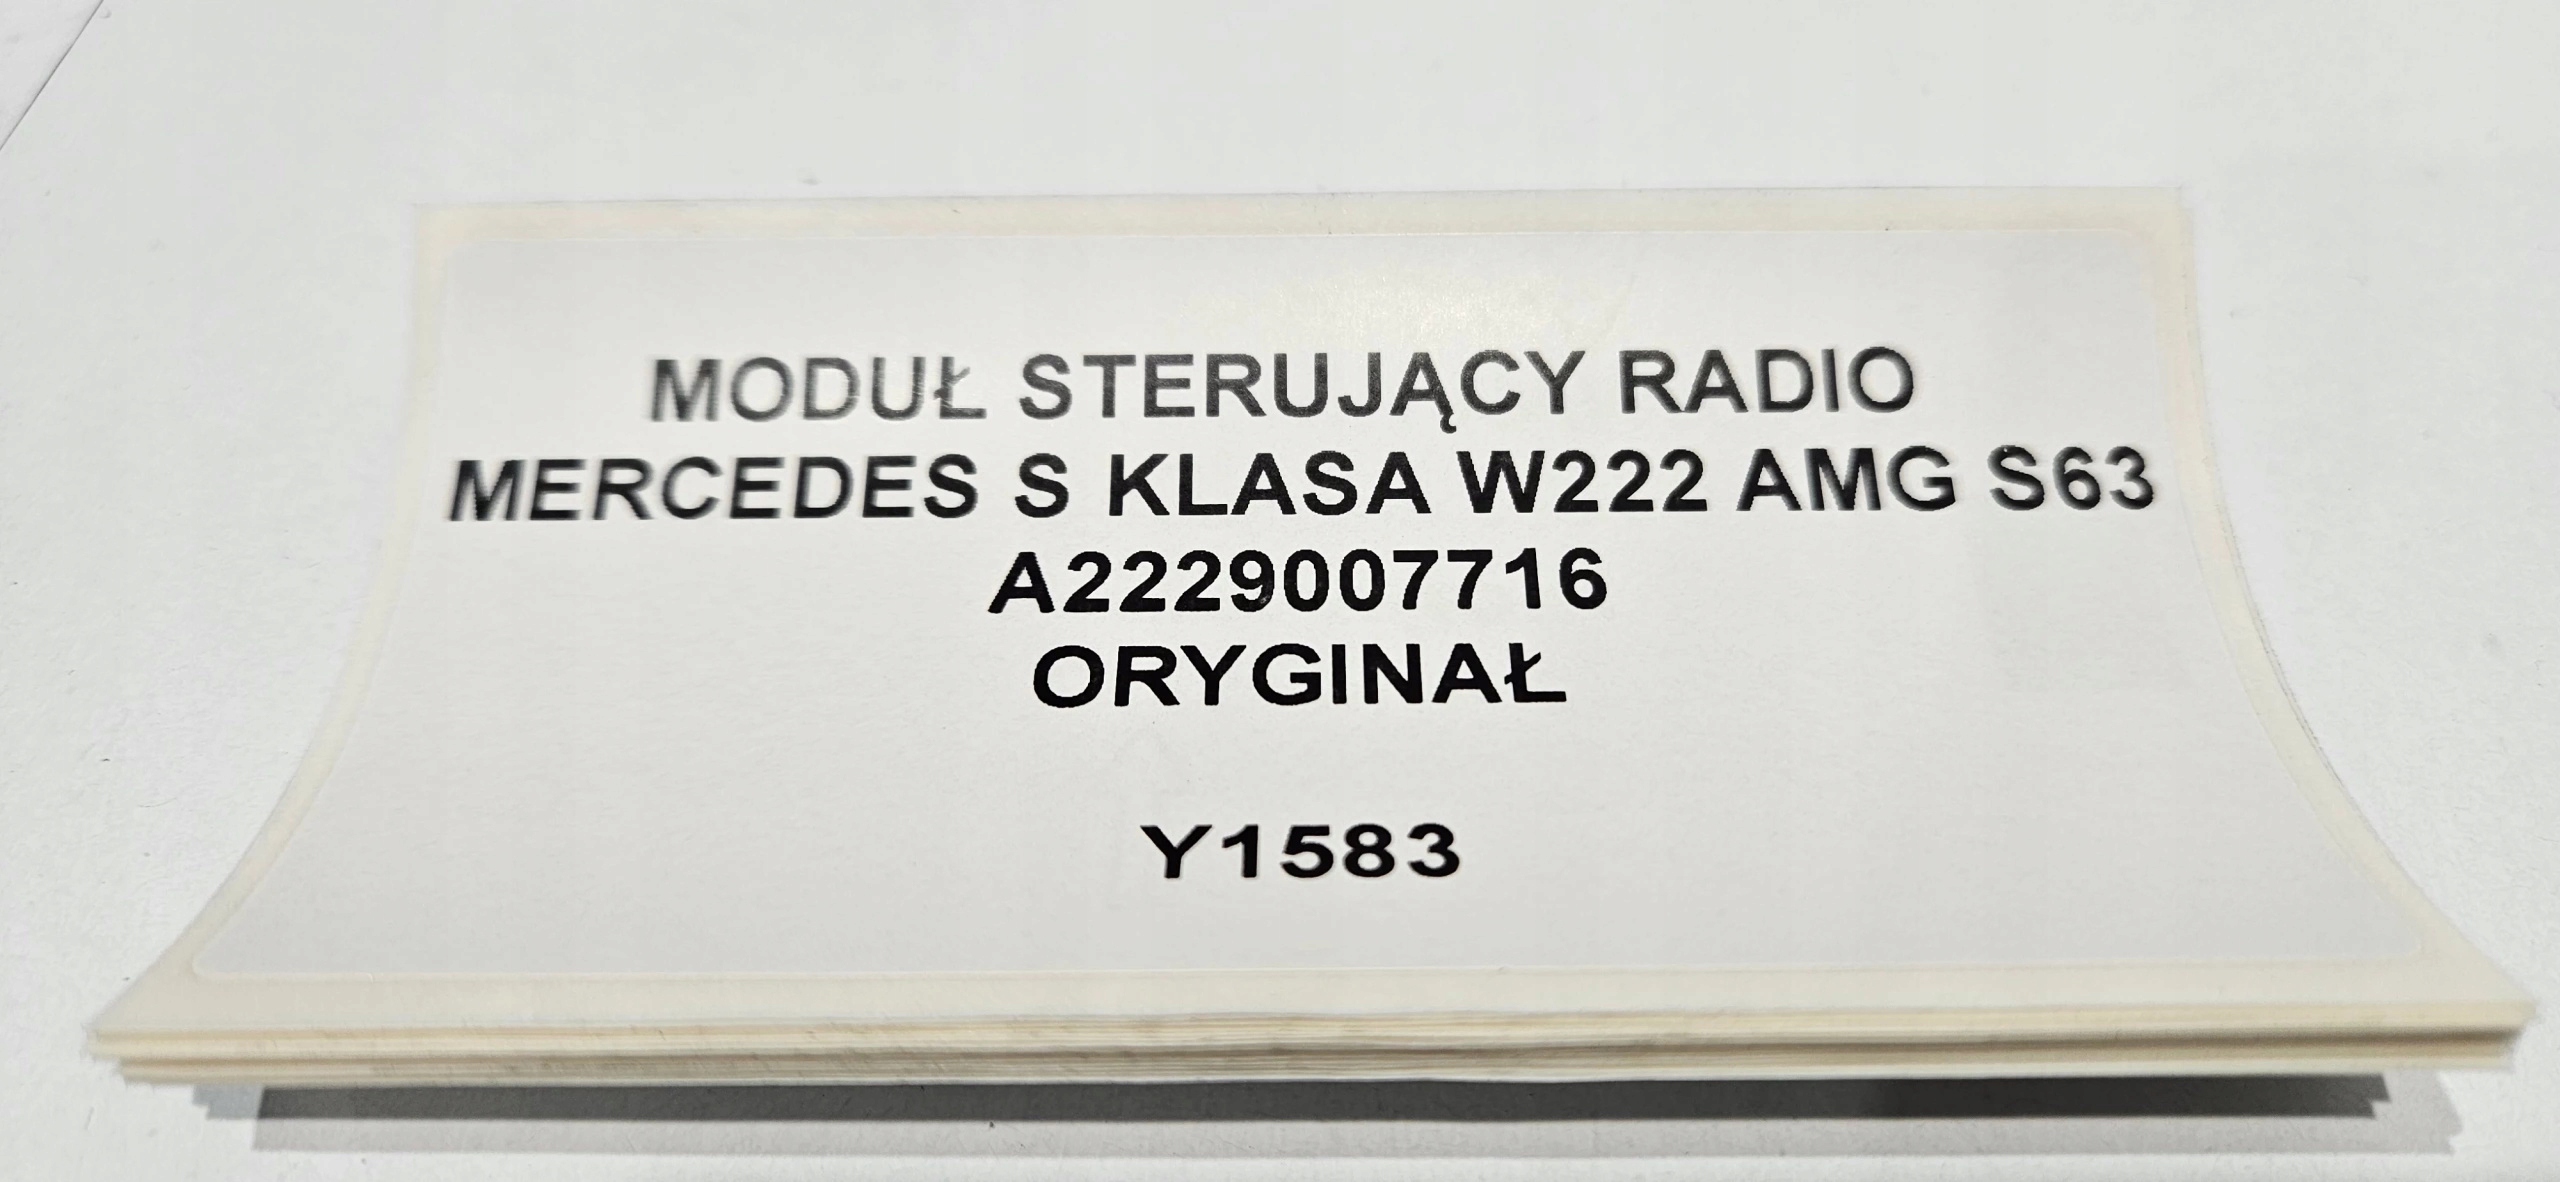 MODUŁ STERUJĄCY RADIO
MERCEDES S KLASA W222 AMG S63
A2229007716
ORYGINAŁ
Y1583